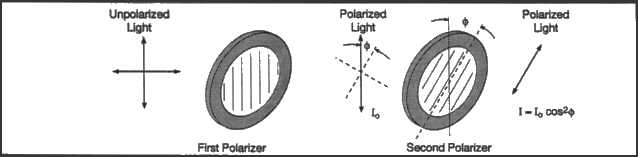 Unpolarized
Light
First Polarizer
Polarized
Light
ϕ
I₀
ϕ
Second Polarizer
Polarized
Light
I = I₀ cos²ϕ